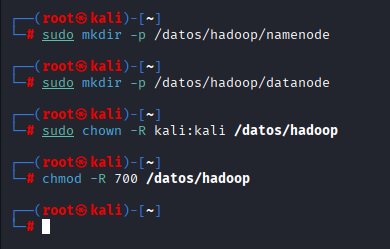 ┌──(root㉿kali)-[~]
└─# sudo mkdir -p /datos/hadoop/namenode
┌──(root㉿kali)-[~]
└─# sudo mkdir -p /datos/hadoop/datanode
┌──(root㉿kali)-[~]
└─# sudo chown -R kali:kali /datos/hadoop
┌──(root㉿kali)-[~]
└─# chmod -R 700 /datos/hadoop
┌──(root㉿kali)-[~]
└─#